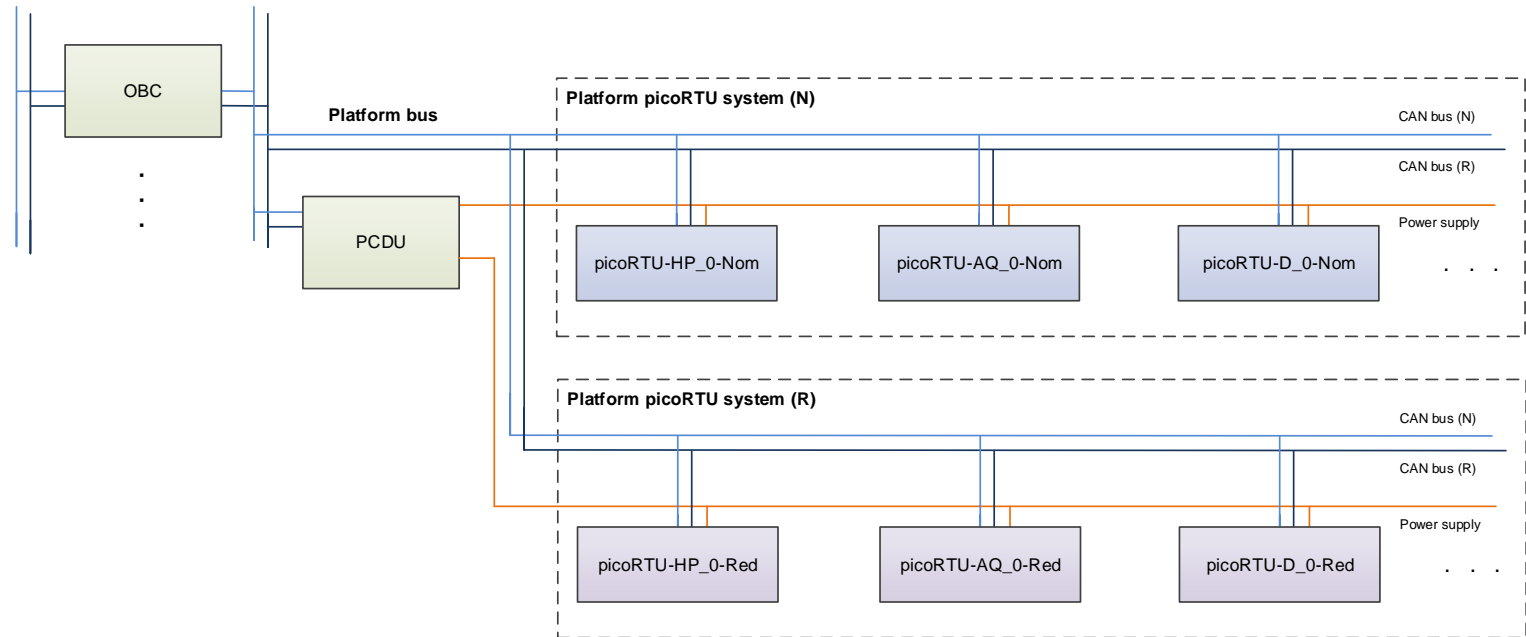 OBC
Platform bus
PCDU
Platform picoRTU system (N)
CAN bus (N)
CAN bus (R)
Power supply
picoRTU-HP_0-Nom
picoRTU-AQ_0-Nom
picoRTU-D_0-Nom
. . .
Platform picoRTU system (R)
CAN bus (N)
CAN bus (R)
Power supply
picoRTU-HP_0-Red
picoRTU-AQ_0-Red
picoRTU-D_0-Red
. . .